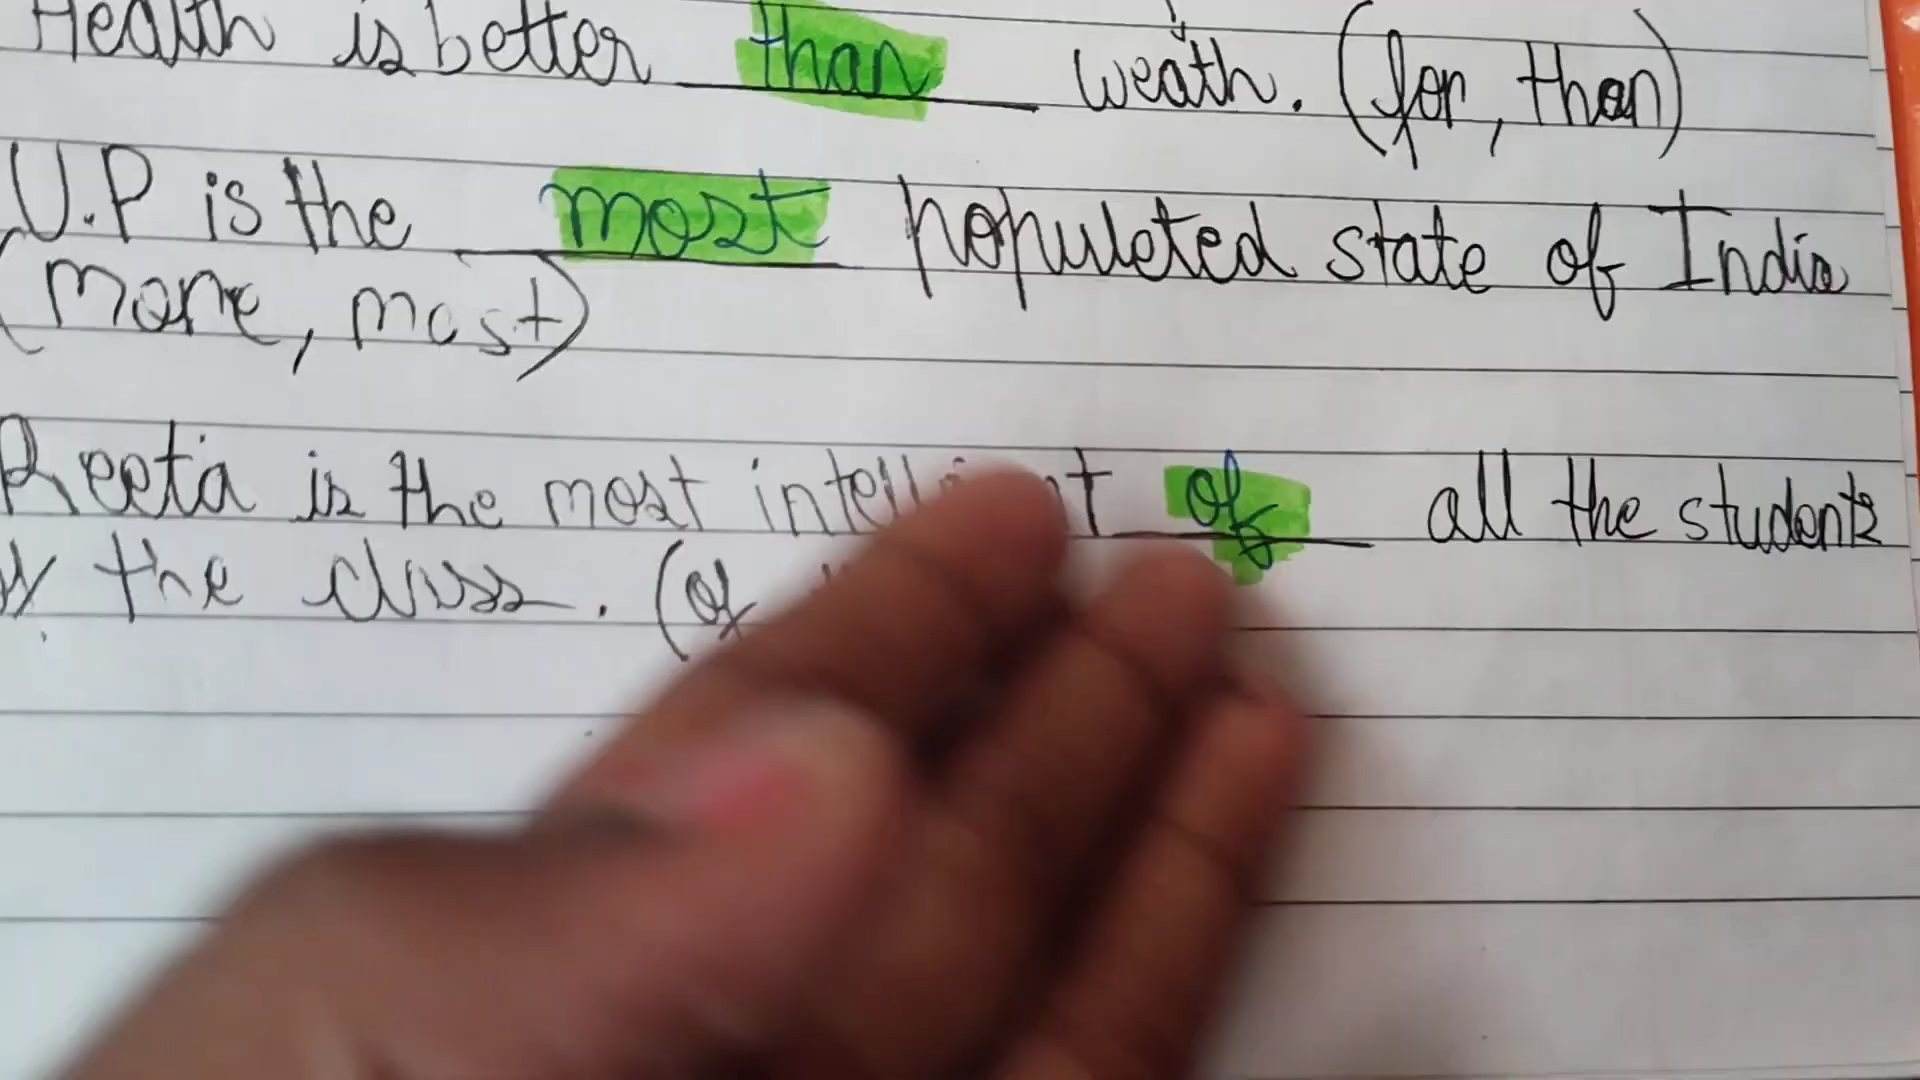 Health is better than weath. (for, than)
U.P is the most populeted state of India
(more, most)
Reeta is the most all the students
the class. (of
of